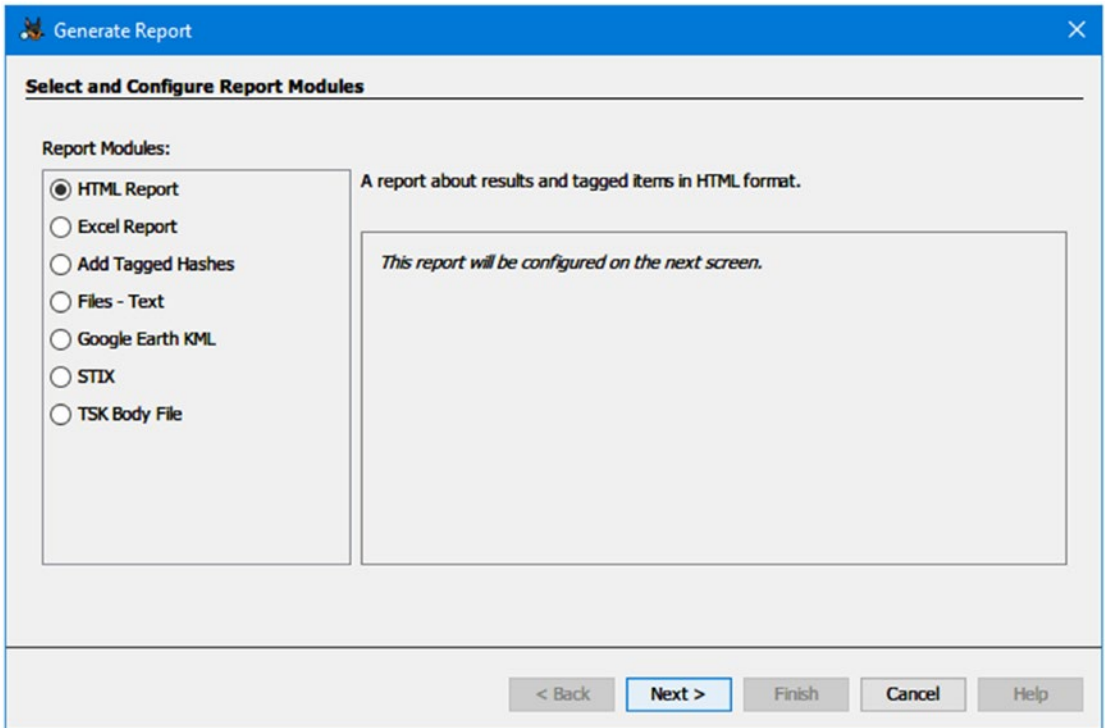 Generate Report
Select and Configure Report Modules
Report Modules:
HTML Report
Excel Report
Add Tagged Hashes
Files - Text
Google Earth KML
STIX
TSK Body File
A report about results and tagged items in HTML format.
This report will be configured on the next screen.
< Back
Next >
Finish
Cancel
Help